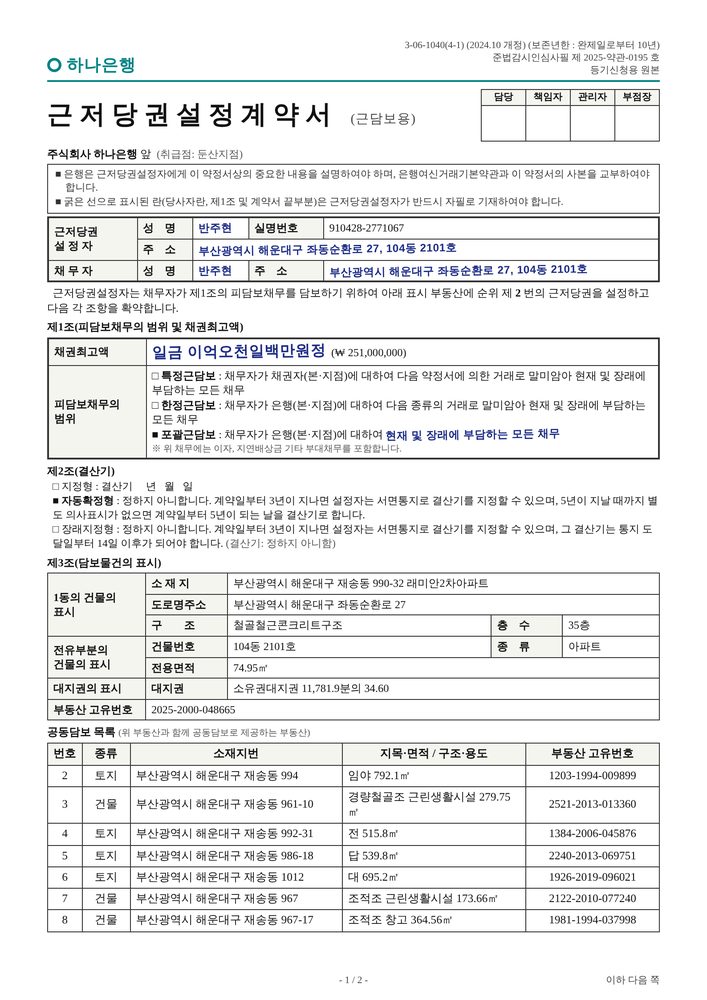 3-06-1040(4-1) (2024.10 개정) (보존년한 : 완제일로부터 10년)
준법감시인심사필 제 2025-약관-0195 호
등기신청용 원본
하나은행
근저당권설정계약서 (근담보용)
담당 책임자 관리자 부점장
주식회사 하나은행 앞 (취급점: 둔산지점)
■ 은행은 근저당권설정자에게 이 약정서상의 중요한 내용을 설명하여야 하며, 은행여신거래기본약관과 이 약정서의 사본을 교부하여야
합니다.
■ 굵은 선으로 표시된 란(당사자란, 제1조 및 계약서 끝부분)은 근저당권설정자가 반드시 자필로 기재하여야 합니다.
근저당권
설 정 자
성 명 반주현 실명번호 910428-2771067
주 소 부산광역시 해운대구 좌동순환로 27, 104동 2101호
채 무 자 성 명 반주현 주 소 부산광역시 해운대구 좌동순환로 27, 104동 2101호
근저당권설정자는 채무자가 제1조의 피담보채무를 담보하기 위하여 아래 표시 부동산에 순위 제 2 번의 근저당권을 설정하고
다음 각 조항을 확약합니다.
제1조(피담보채무의 범위 및 채권최고액)
채권최고액 일금 이억오천일백만원정 (₩ 251,000,000)
피담보채무의
범위
□ 특정근담보 : 채무자가 채권자(본·지점)에 대하여 다음 약정서에 의한 거래로 말미암아 현재 및 장래에
부담하는 모든 채무
□ 한정근담보 : 채무자가 은행(본·지점)에 대하여 다음 종류의 거래로 말미암아 현재 및 장래에 부담하는
모든 채무
■ 포괄근담보 : 채무자가 은행(본·지점)에 대하여 현재 및 장래에 부담하는 모든 채무
※ 위 채무에는 이자, 지연배상금 기타 부대채무를 포함합니다.
제2조(결산기)
□ 지정형 : 결산기 년 월 일
■ 자동확정형 : 정하지 아니합니다. 계약일부터 3년이 지나면 설정자는 서면통지로 결산기를 지정할 수 있으며, 5년이 지날 때까지 별
도 의사표시가 없으면 계약일부터 5년이 되는 날을 결산기로 합니다.
□ 장래지정형 : 정하지 아니합니다. 계약일부터 3년이 지나면 설정자는 서면통지로 결산기를 지정할 수 있으며, 그 결산기는 통지 도
달일부터 14일 이후가 되어야 합니다. (결산기: 정하지 아니함)
제3조(담보물건의 표시)
1동의 건물의
표시
소 재 지 부산광역시 해운대구 재송동 990-32 래미안2차아파트
도로명주소 부산광역시 해운대구 좌동순환로 27
구 조 철골철근콘크리트구조 층 수 35층
전유부분의
건물의 표시
건물번호 104동 2101호 종 류 아파트
전용면적 74.95㎡
대지권의 표시 대지권 소유권대지권 11,781.9분의 34.60
부동산 고유번호 2025-2000-048665
공동담보 목록 (위 부동산과 함께 공동담보로 제공하는 부동산)
번호 종류 소재지번 지목·면적 / 구조·용도 부동산 고유번호
2 토지 부산광역시 해운대구 재송동 994 임야 792.1㎡ 1203-1994-009899
3 건물 부산광역시 해운대구 재송동 961-10 경량철골조 근린생활시설 279.75
㎡ 2521-2013-013360
4 토지 부산광역시 해운대구 재송동 992-31 전 515.8㎡ 1384-2006-045876
5 토지 부산광역시 해운대구 재송동 986-18 답 539.8㎡ 2240-2013-069751
6 토지 부산광역시 해운대구 재송동 1012 대 695.2㎡ 1926-2019-096021
7 건물 부산광역시 해운대구 재송동 967 조적조 근린생활시설 173.66㎡ 2122-2010-077240
8 건물 부산광역시 해운대구 재송동 967-17 조적조 창고 364.56㎡ 1981-1994-037998
- 1 / 2 -
이하 다음 쪽